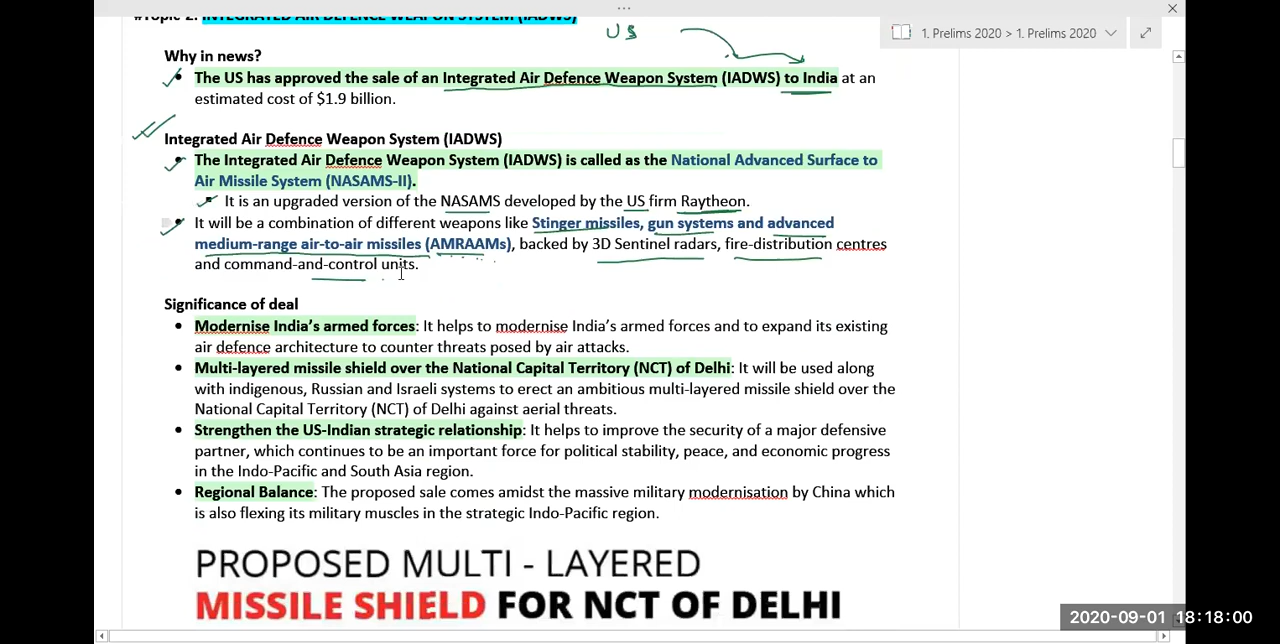 #Topic 2: INTEGRATED AIR DEFENCE WEAPON SYSTEM (IADWS)
US
1. Prelims 2020 > 1. Prelims 2020
Why in news?
The US has approved the sale of an Integrated Air Defence Weapon System (IADWS) to India at an
estimated cost of $1.9 billion.
Integrated Air Defence Weapon System (IADWS)
The Integrated Air Defence Weapon System (IADWS) is called as the National Advanced Surface to
Air Missile System (NASAMS-II).
It is an upgraded version of the NASAMS developed by the US firm Raytheon.
It will be a combination of different weapons like Stinger missiles, gun systems and advanced
medium-range air-to-air missiles (AMRAAMs), backed by 3D Sentinel radars, fire-distribution centres
and command-and-control units.
Significance of deal
Modernise India's armed forces: It helps to modernise India's armed forces and to expand its existing
air defence architecture to counter threats posed by air attacks.
Multi-layered missile shield over the National Capital Territory (NCT) of Delhi: It will be used along
with indigenous, Russian and Israeli systems to erect an ambitious multi-layered missile shield over the
National Capital Territory (NCT) of Delhi against aerial threats.
Strengthen the US-Indian strategic relationship: It helps to improve the security of a major defensive
partner, which continues to be an important force for political stability, peace, and economic progress
in the Indo-Pacific and South Asia region.
Regional Balance: The proposed sale comes amidst the massive military modernisation by China which
is also flexing its military muscles in the strategic Indo-Pacific region.
PROPOSED MULTI - LAYERED
MISSILE SHIELD FOR NCT OF DELHI
2020-09-01 18:18:00